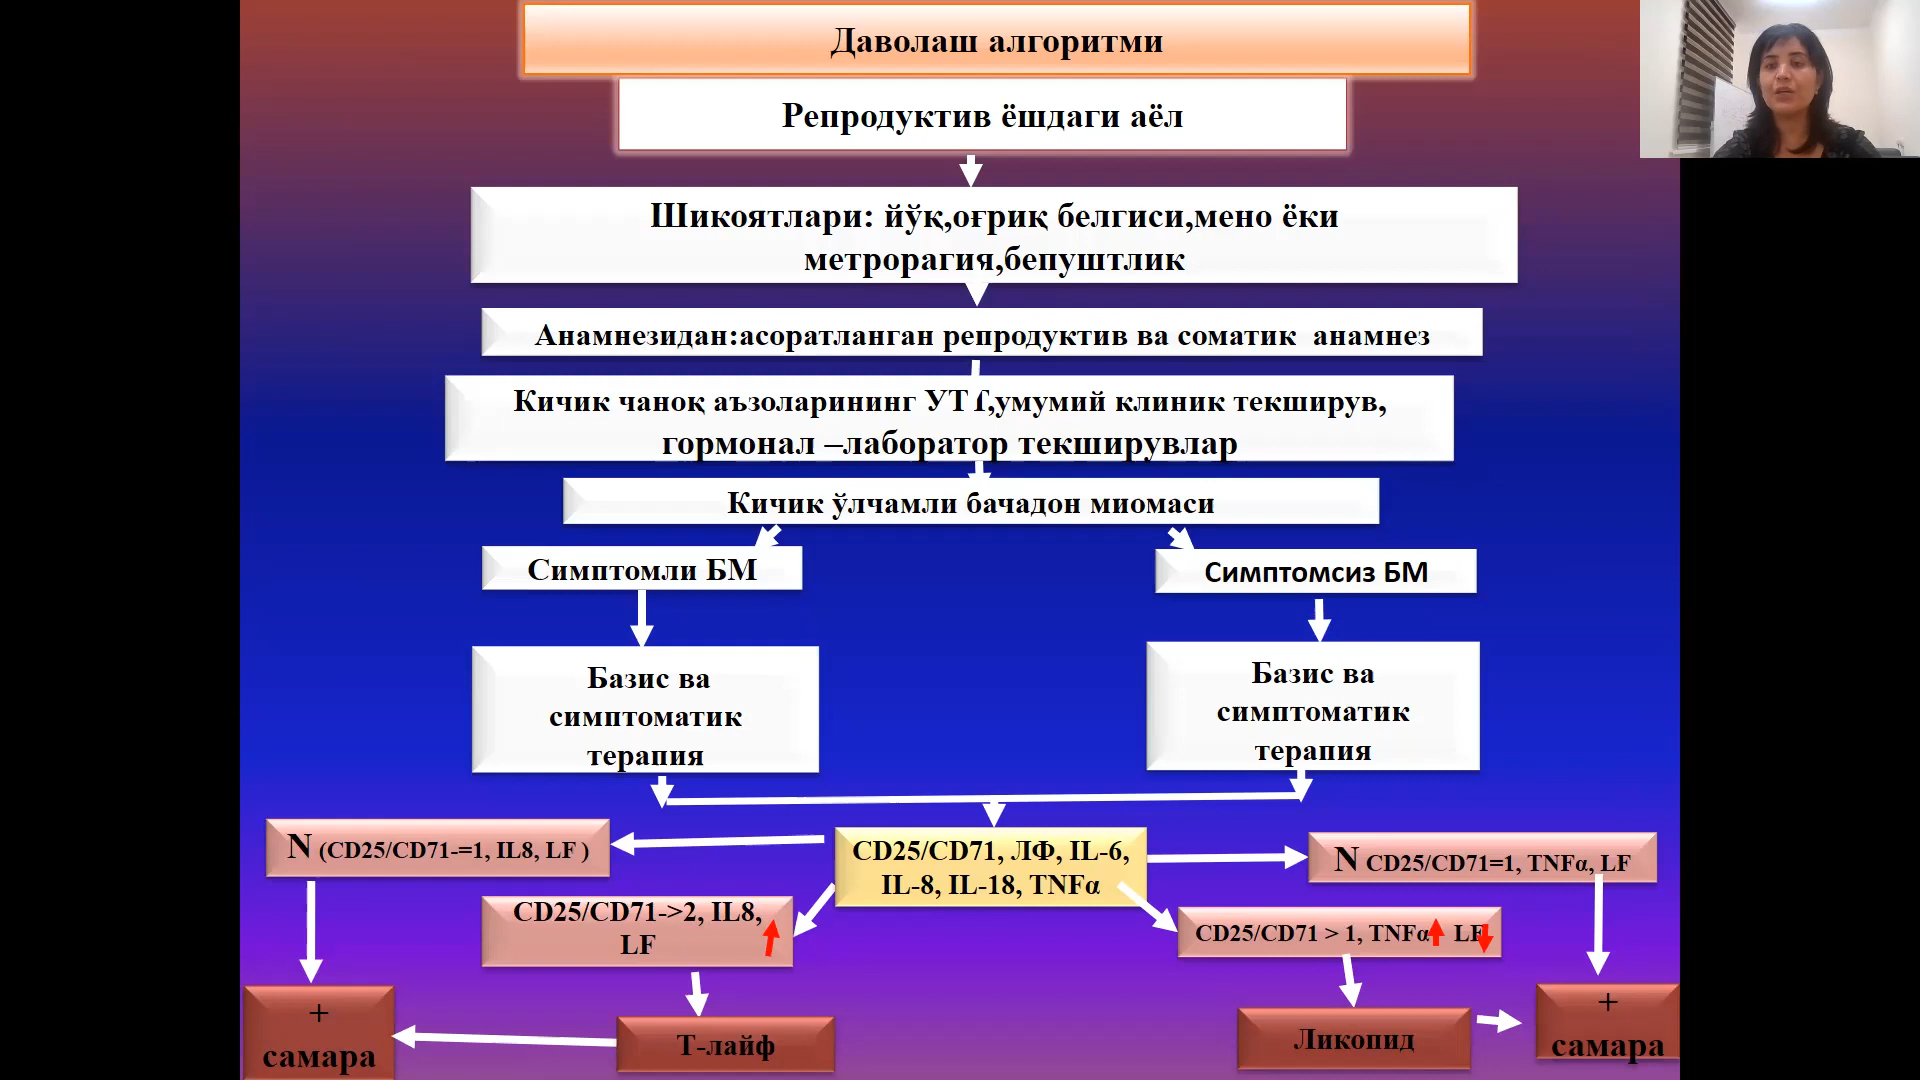 Даволаш алгоритми
Репродуктив ёшдаги аёл
Шикоятлари: йўқ,оғриқ белгиси,мено ёки
метрорагия,бепуштлик
Анамнезидан:асоратланган репродуктив ва соматик анамнез
Кичик чаноқ аъзоларининг УТТ,умумий клиник текширув,
гормонал –лаборатор текширувлар
Кичик ўлчамли бачадон миомаси
Симптомли БМ
Симптомсиз БМ
Базис ва
симптоматик
терапия
Базис ва
симптоматик
терапия
N (CD25/CD71-=1, IL8, LF )
CD25/CD71, ЛФ, IL-6,
IL-8, IL-18, TNFα
N CD25/CD71=1, TNFα, LF
CD25/CD71->2, IL8,
LF
CD25/CD71 > 1, TNFα LF
+
самара
Т-лайф
Ликопид
+
самара